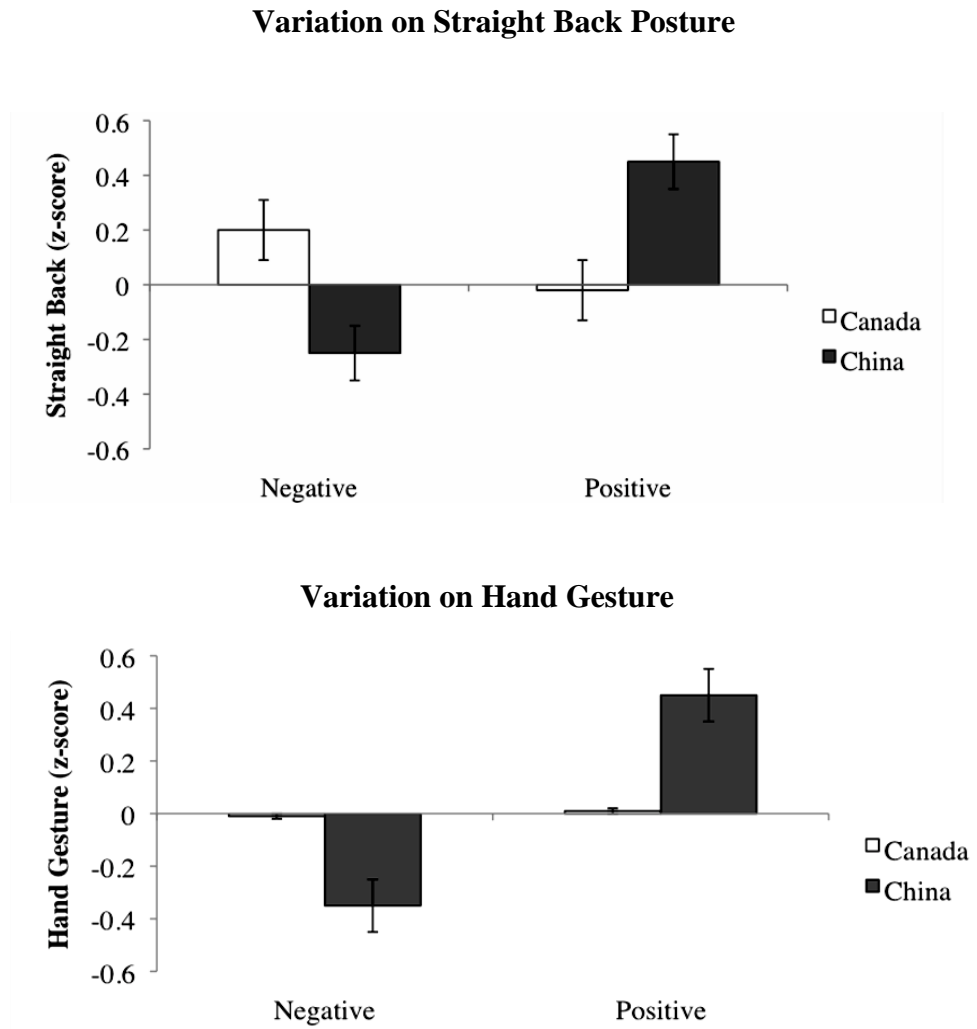 Variation on Straight Back Posture
Straight Back (z-score)
0.6
0.4
0.2
0
-0.2
-0.4
-0.6
Negative
Positive
Canada
China
Variation on Hand Gesture
Hand Gesture (z-score)
0.6
0.4
0.2
0
-0.2
-0.4
-0.6
Negative
Positive
Canada
China